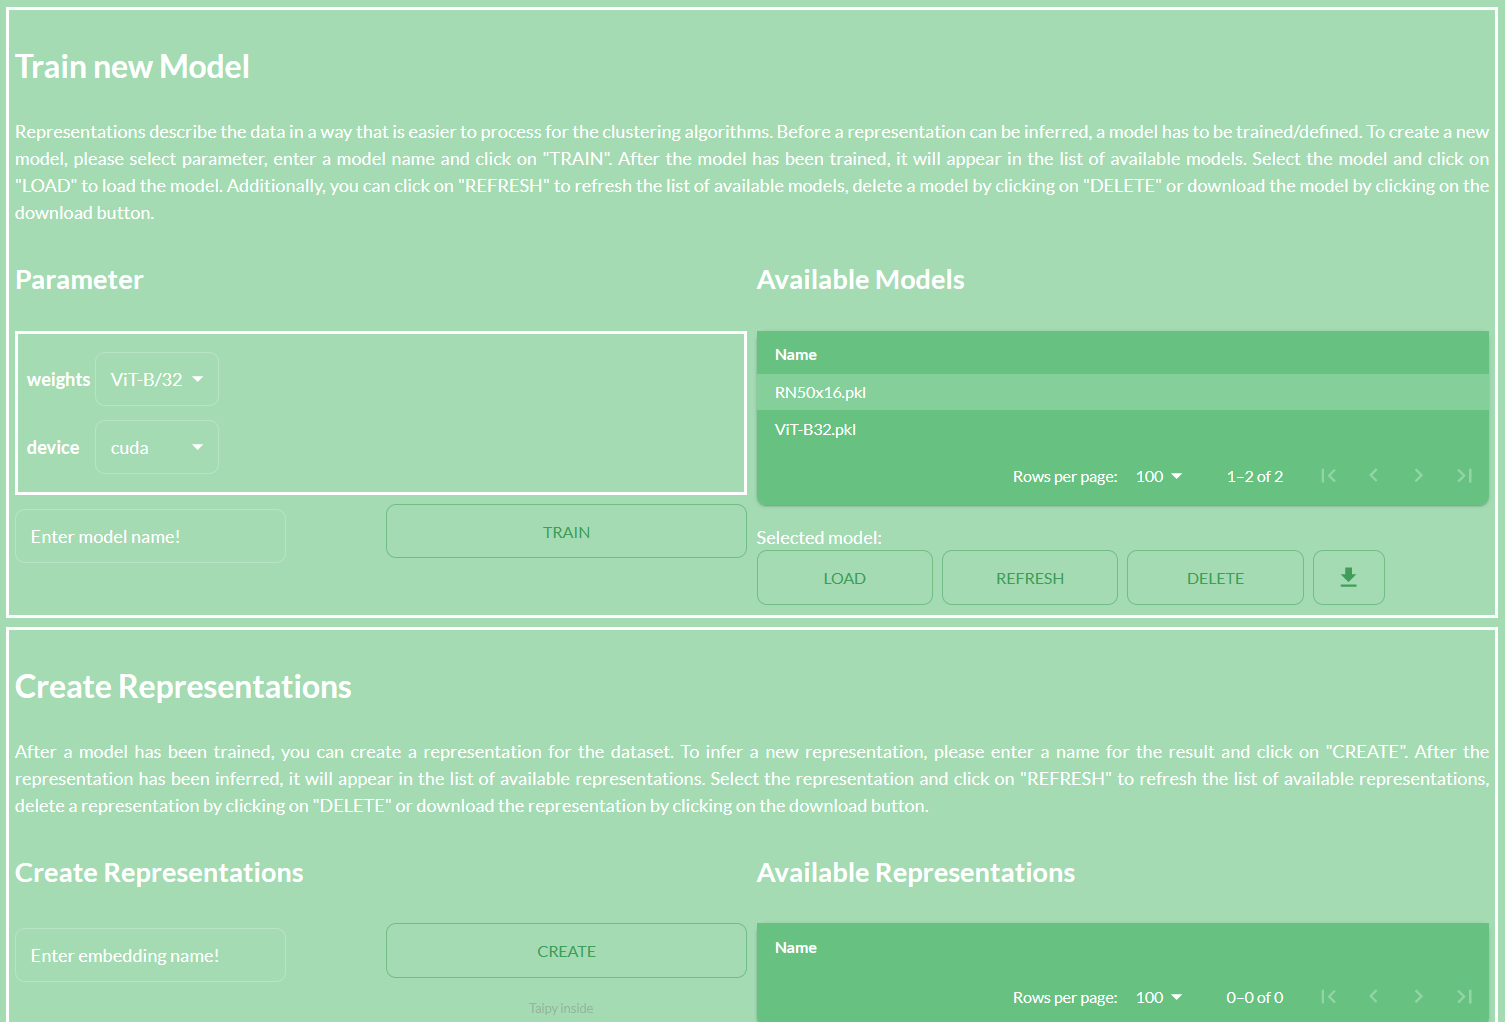 Train new Model
Representations describe the data in a way that is easier to process for the clustering algorithms. Before a representation can be inferred, a model has to be trained/defined. To create a new
model, please select parameter, enter a model name and click on "TRAIN". After the model has been trained, it will appear in the list of available models. Select the model and click on
"LOAD" to load the model. Additionally, you can click on "REFRESH" to refresh the list of available models, delete a model by clicking on "DELETE" or download the model by clicking on the
download button.
Parameter
weights ViT-B/32
device cuda
Enter model name!
TRAIN
Available Models
Name
RN50x16.pkl
ViT-B32.pkl
Rows per page: 100 1–2 of 2
Selected model:
LOAD REFRESH DELETE
Create Representations
After a model has been trained, you can create a representation for the dataset. To infer a new representation, please enter a name for the result and click on "CREATE". After the
representation has been inferred, it will appear in the list of available representations. Select the representation and click on "REFRESH" to refresh the list of available representations,
delete a representation by clicking on "DELETE" or download the representation by clicking on the download button.
Create Representations
Enter embedding name!
CREATE
Taipy inside
Available Representations
Name
Rows per page: 100 0–0 of 0